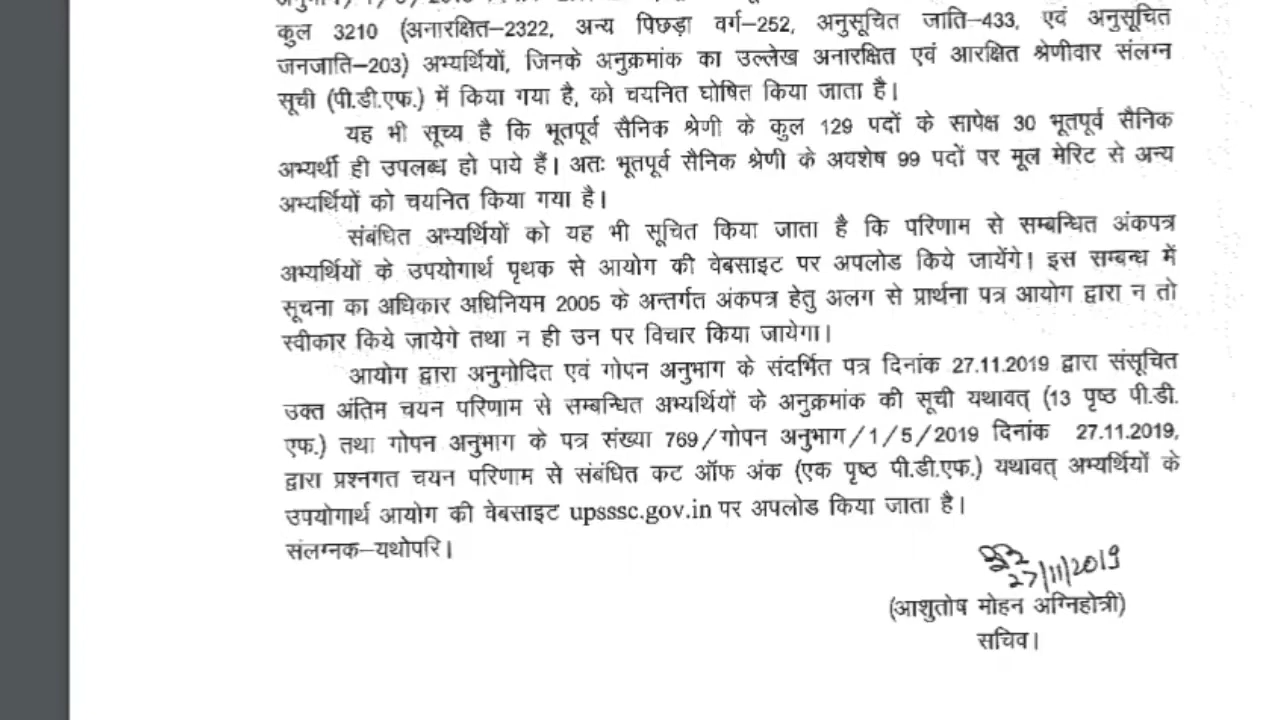 कुल 3210 (अनारक्षित–2322, अन्य पिछड़ा वर्ग–252, अनुसूचित जाति–433, एवं अनुसूचित
जनजाति–203) अभ्यर्थियों, जिनके अनुक्रमांक का उल्लेख अनारक्षित एवं आरक्षित श्रेणीवार संलग्न
सूची (पी.डी.एफ.) में किया गया है, को चयनित घोषित किया जाता है।
यह भी सूच्य है कि भूतपूर्व सैनिक श्रेणी के कुल 129 पदों के सापेक्ष 30 भूतपूर्व सैनिक
अभ्यर्थी ही उपलब्ध हो पाये हैं। अतः भूतपूर्व सैनिक श्रेणी के अवशेष 99 पदों पर मूल मेरिट से अन्य
अभ्यर्थियों को चयनित किया गया है।
संबंधित अभ्यर्थियों को यह भी सूचित किया जाता है कि परिणाम से सम्बन्धित अंकपत्र
अभ्यर्थियों के उपयोगार्थ पृथक से आयोग की वेबसाइट पर अपलोड किये जायेंगे। इस सम्बन्ध में
सूचना का अधिकार अधिनियम 2005 के अन्तर्गत अंकपत्र हेतु अलग से प्रार्थना पत्र आयोग द्वारा न तो
स्वीकार किये जायेगे तथा न ही उन पर विचार किया जायेगा।
आयोग द्वारा अनुमोदित एवं गोपन अनुभाग के संदर्भित पत्र दिनांक 27.11.2019 द्वारा संसूचित
उक्त अंतिम चयन परिणाम से सम्बन्धित अभ्यर्थियों के अनुक्रमांक की सूची यथावत् (13 पृष्ठ पी.डी.
एफ.) तथा गोपन अनुभाग के पत्र संख्या 769/गोपन अनुभाग/1/5/2019 दिनांक 27.11.2019,
द्वारा प्रश्नगत चयन परिणाम से संबंधित कट ऑफ अंक (एक पृष्ठ पी.डी.एफ.) यथावत् अभ्यर्थियों के
उपयोगार्थ आयोग की वेबसाइट upsssc.gov.in पर अपलोड किया जाता है।
संलग्नक–यथोपरि।
27/11/2019
(आशुतोष मोहन अग्निहोत्री)
सचिव।